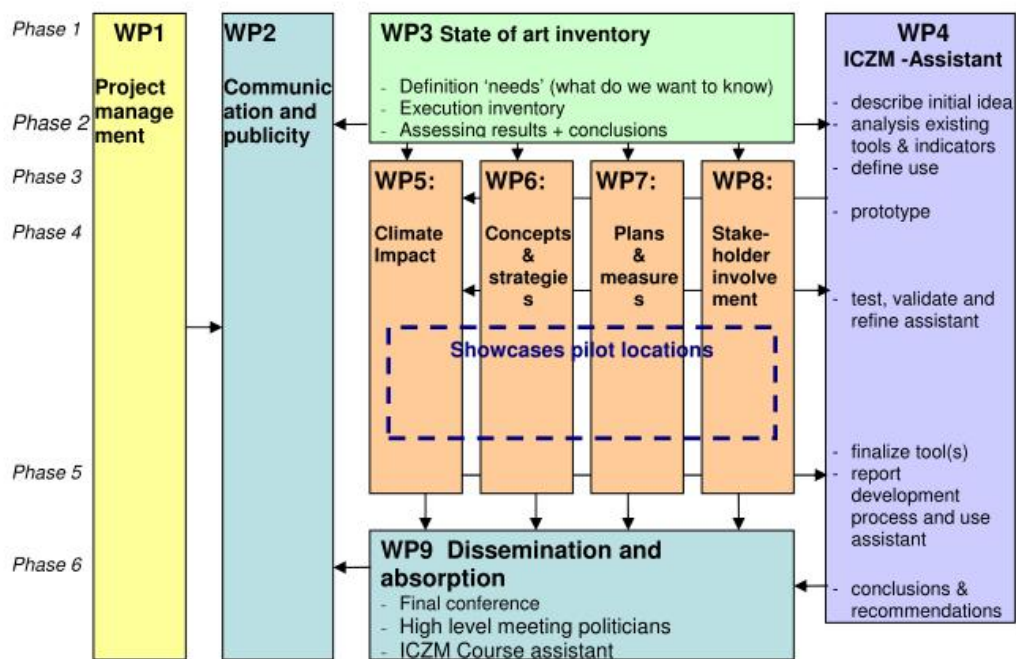 Phase 1
Phase 2
Phase 3
Phase 4
Phase 5
Phase 6
WP1
Project
manage
ment
WP2
Communic
ation and
publicity
WP3 State of art inventory
- Definition ‘needs’ (what do we want to know)
- Execution inventory
- Assessing results + conclusions
WP5:
Climate
Impact
WP6:
Concepts
&
strategie
s
WP7:
Plans
&
measure
s
WP8:
Stake-
holder
involve
ment
Showcases pilot locations
WP9 Dissemination and
absorption
- Final conference
- High level meeting politicians
- ICZM Course assistant
WP4
ICZM -Assistant
- describe initial idea
- analysis existing
tools & indicators
- define use
- prototype
- test, validate and
refine assistant
- finalize tool(s)
- report
development
process and use
assistant
- conclusions &
recommendations